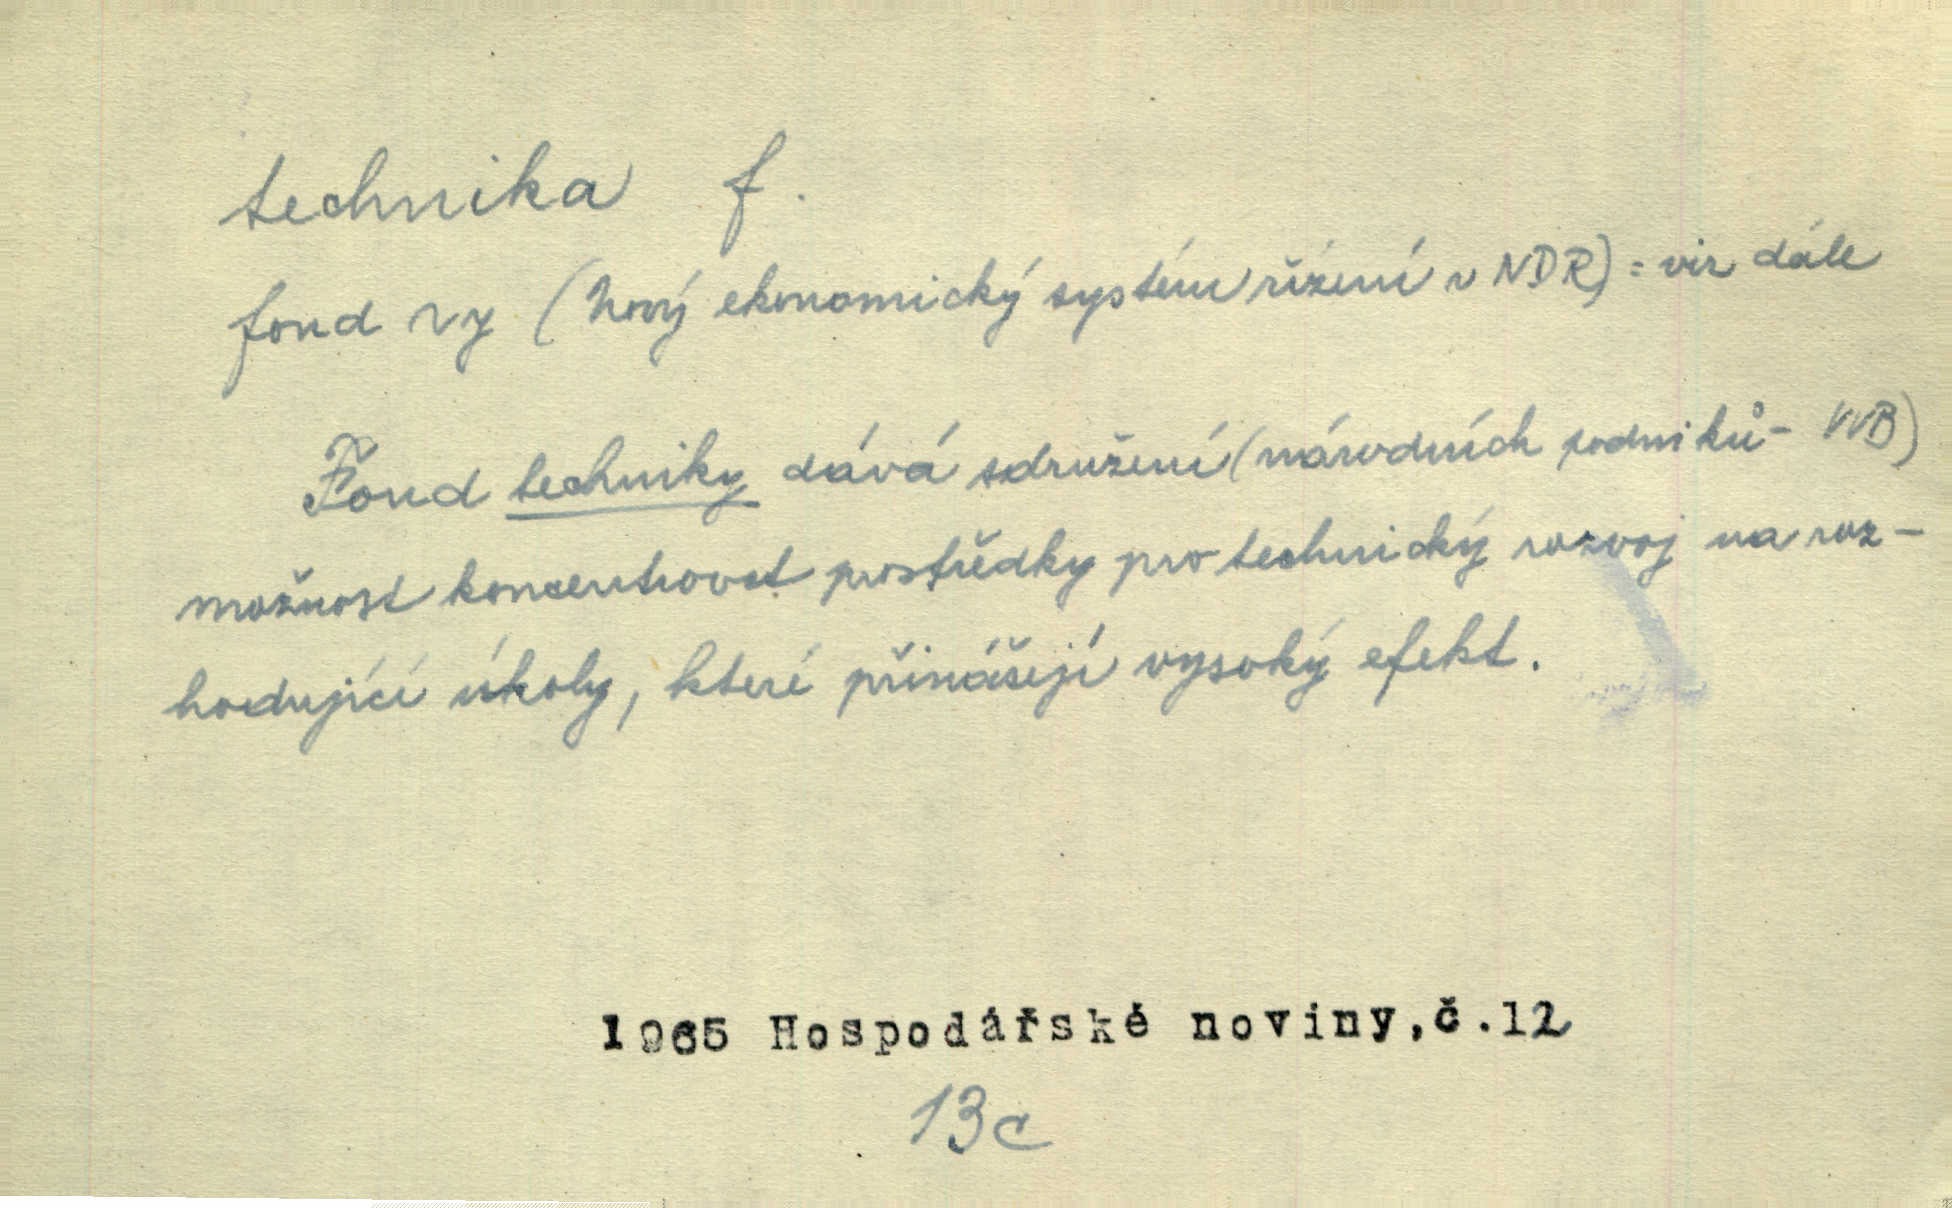 technika f.
fond ~y (nový ekonomický systém řízení v NDR) = viz dále
Fond techniky dává sdružení (národních podniků - VVB)
možnost koncentrovat prostředky pro technický rozvoj na roz-
hodující úkoly, které přinášejí vysoký efekt.
1965 Hospodářské noviny,č.12
13c